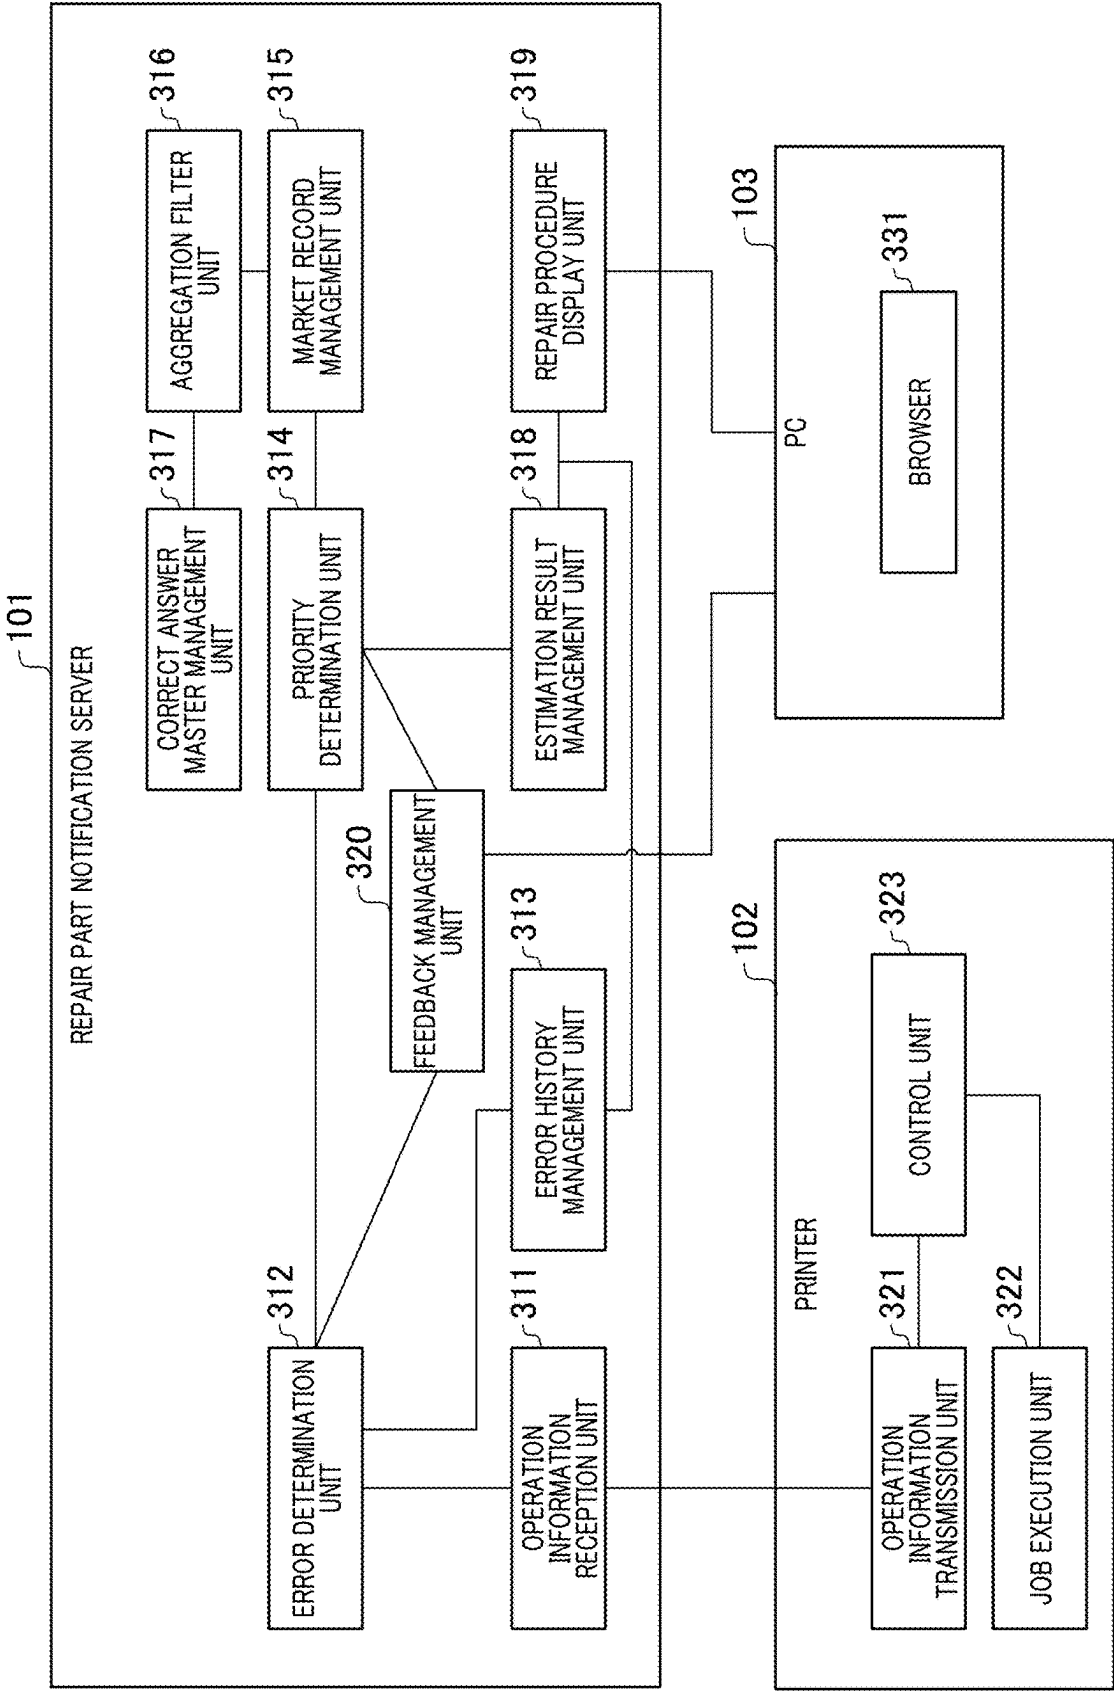 101
REPAIR PART NOTIFICATION SERVER
312
ERROR DETERMINATION
UNIT
311
OPERATION
INFORMATION
RECEPTION UNIT
313
ERROR HISTORY
MANAGEMENT UNIT
320
FEEDBACK MANAGEMENT
UNIT
317
CORRECT ANSWER
MASTER MANAGEMENT
UNIT
314
PRIORITY
DETERMINATION UNIT
318
ESTIMATION RESULT
MANAGEMENT UNIT
316
AGGREGATION FILTER
UNIT
315
MARKET RECORD
MANAGEMENT UNIT
319
REPAIR PROCEDURE
DISPLAY UNIT
102
PRINTER
321
OPERATION
INFORMATION
TRANSMISSION UNIT
322
JOB EXECUTION UNIT
323
CONTROL UNIT
103
PC
331
BROWSER